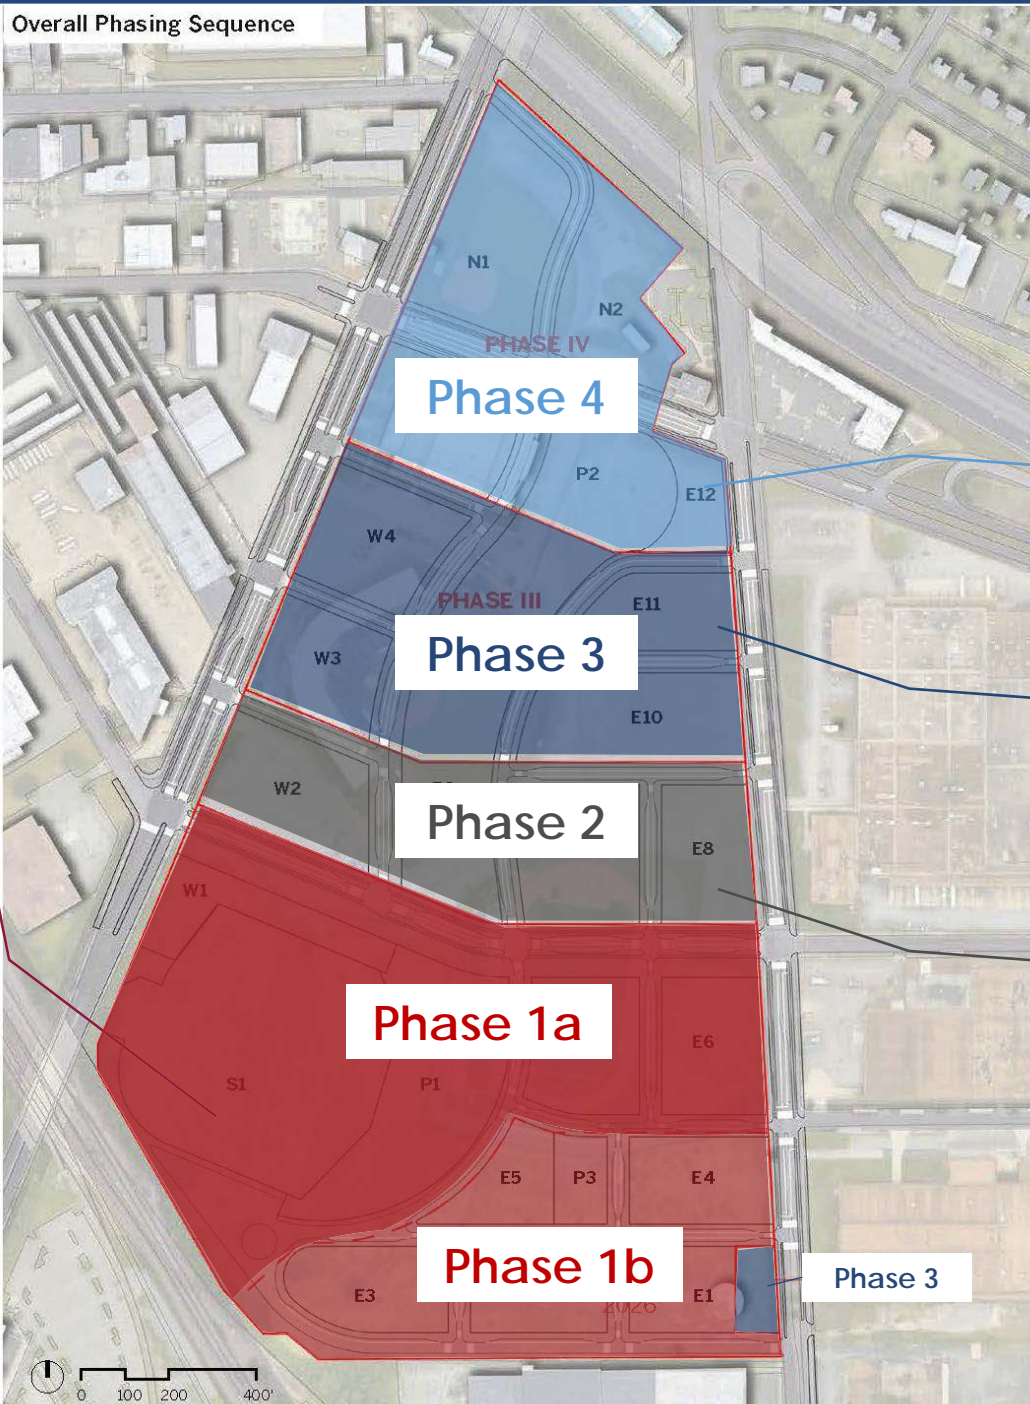 Overall Phasing Sequence
N1
N2
PHASE IV
Phase 4
P2
E12
W4
E11
PHASE III
Phase 3
W3
E10
W2
Phase 2
E8
W1
Phase 1a
E6
S1
P1
E5
P3
E4
Phase 1b
Phase 3
E3
E1
2026
0 100 200 400'